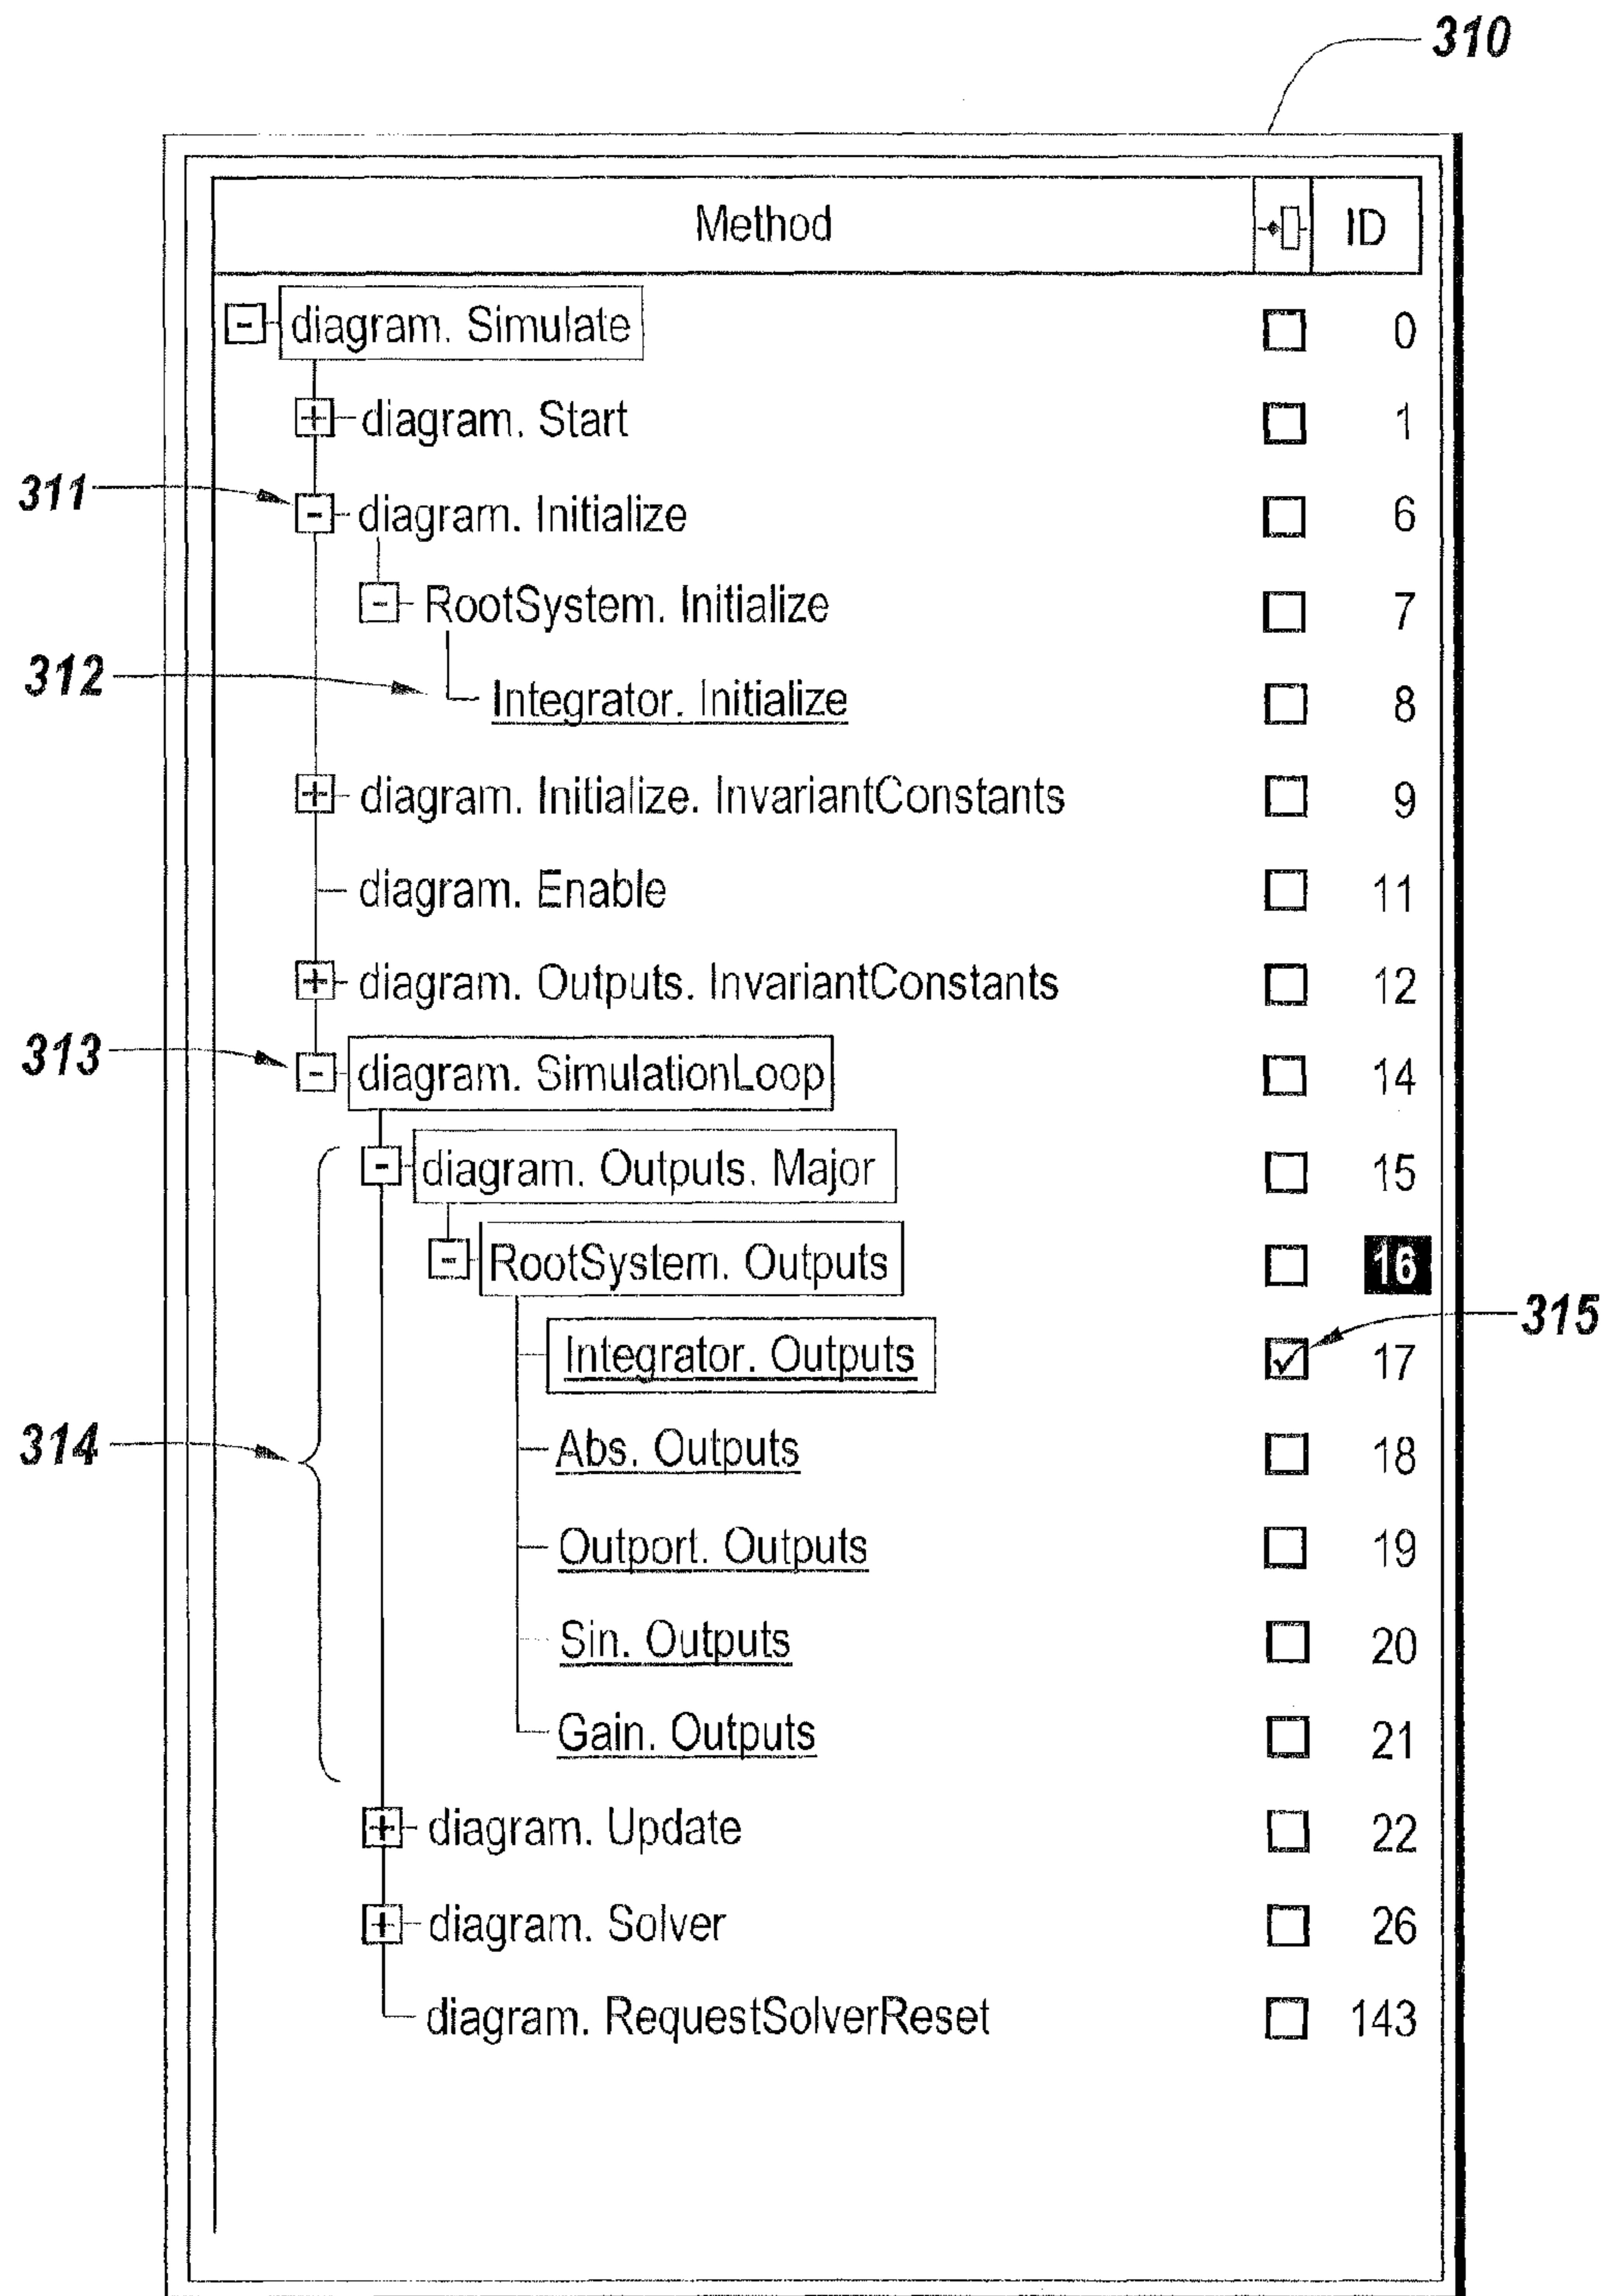 310
Method ID
diagram. Simulate 0
diagram. Start 1
311 diagram. Initialize 6
RootSystem. Initialize 7
312 Integrator. Initialize 8
diagram. Initialize. InvariantConstants 9
diagram. Enable 11
diagram. Outputs. InvariantConstants 12
313 diagram. SimulationLoop 14
diagram. Outputs. Major 15
RootSystem. Outputs 16
315
Integrator. Outputs 17
314 Abs. Outputs 18
Outport. Outputs 19
Sin. Outputs 20
Gain. Outputs 21
diagram. Update 22
diagram. Solver 26
diagram. RequestSolverReset 143